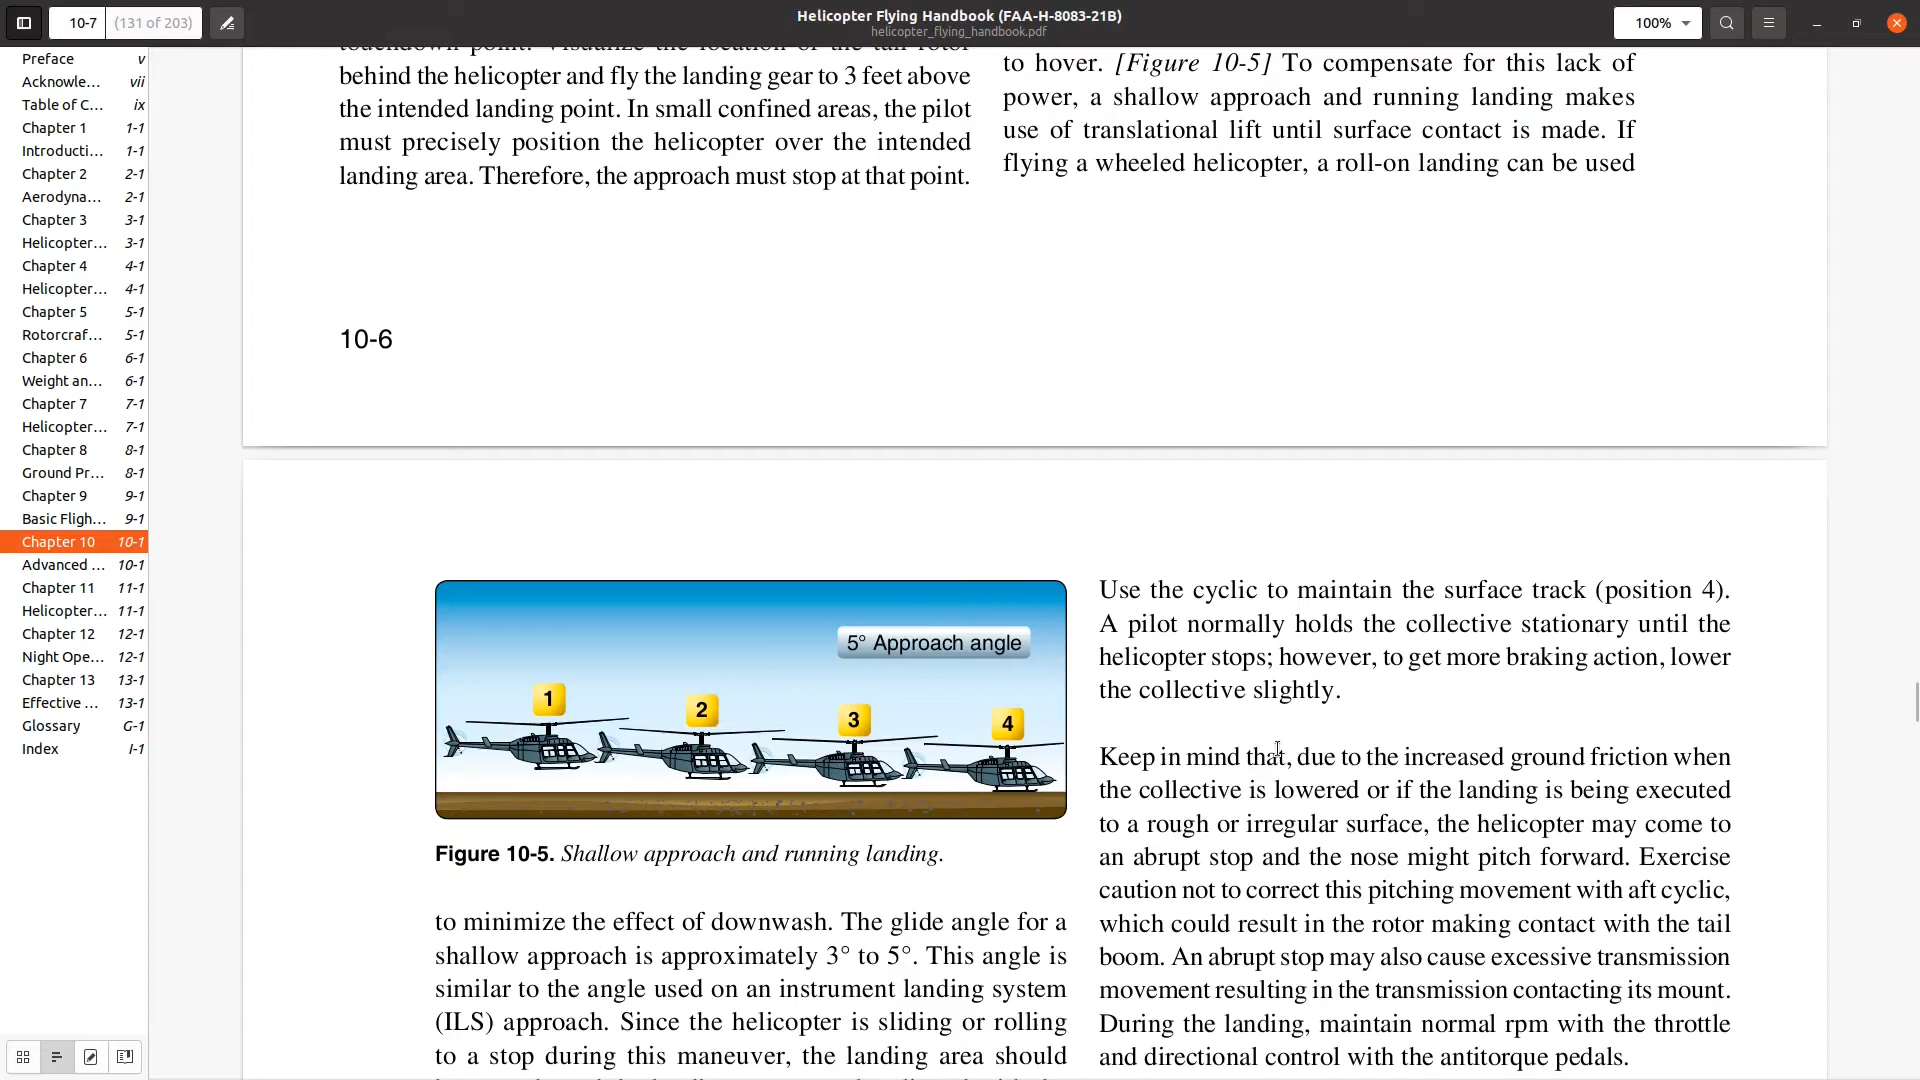 10-7
(131 of 203)
Helicopter Flying Handbook (FAA-H-8083-21B)
helicopter_flying_handbook.pdf
100%
Preface v
Acknowle... vii
Table of C... ix
Chapter 1 1-1
Introducti... 1-1
Chapter 2 2-1
Aerodyna... 2-1
Chapter 3 3-1
Helicopter... 3-1
Chapter 4 4-1
Helicopter... 4-1
Chapter 5 5-1
Rotorcraf... 5-1
Chapter 6 6-1
Weight an... 6-1
Chapter 7 7-1
Helicopter... 7-1
Chapter 8 8-1
Ground Pr... 8-1
Chapter 9 9-1
Basic Fligh... 9-1
Chapter 10 10-1
Advanced ... 10-1
Chapter 11 11-1
Helicopter... 11-1
Chapter 12 12-1
Night Ope... 12-1
Chapter 13 13-1
Effective ... 13-1
Glossary G-1
Index I-1
touchdown point. Visualize the location of the tail rotor
behind the helicopter and fly the landing gear to 3 feet above
the intended landing point. In small confined areas, the pilot
must precisely position the helicopter over the intended
landing area. Therefore, the approach must stop at that point.
to hover. [Figure 10-5] To compensate for this lack of
power, a shallow approach and running landing makes
use of translational lift until surface contact is made. If
flying a wheeled helicopter, a roll-on landing can be used
10-6
5° Approach angle
1
2
3
4
Figure 10-5. Shallow approach and running landing.
to minimize the effect of downwash. The glide angle for a
shallow approach is approximately 3° to 5°. This angle is
similar to the angle used on an instrument landing system
(ILS) approach. Since the helicopter is sliding or rolling
to a stop during this maneuver, the landing area should
Use the cyclic to maintain the surface track (position 4).
A pilot normally holds the collective stationary until the
helicopter stops; however, to get more braking action, lower
the collective slightly.
Keep in mind that, due to the increased ground friction when
the collective is lowered or if the landing is being executed
to a rough or irregular surface, the helicopter may come to
an abrupt stop and the nose might pitch forward. Exercise
caution not to correct this pitching movement with aft cyclic,
which could result in the rotor making contact with the tail
boom. An abrupt stop may also cause excessive transmission
movement resulting in the transmission contacting its mount.
During the landing, maintain normal rpm with the throttle
and directional control with the antitorque pedals.